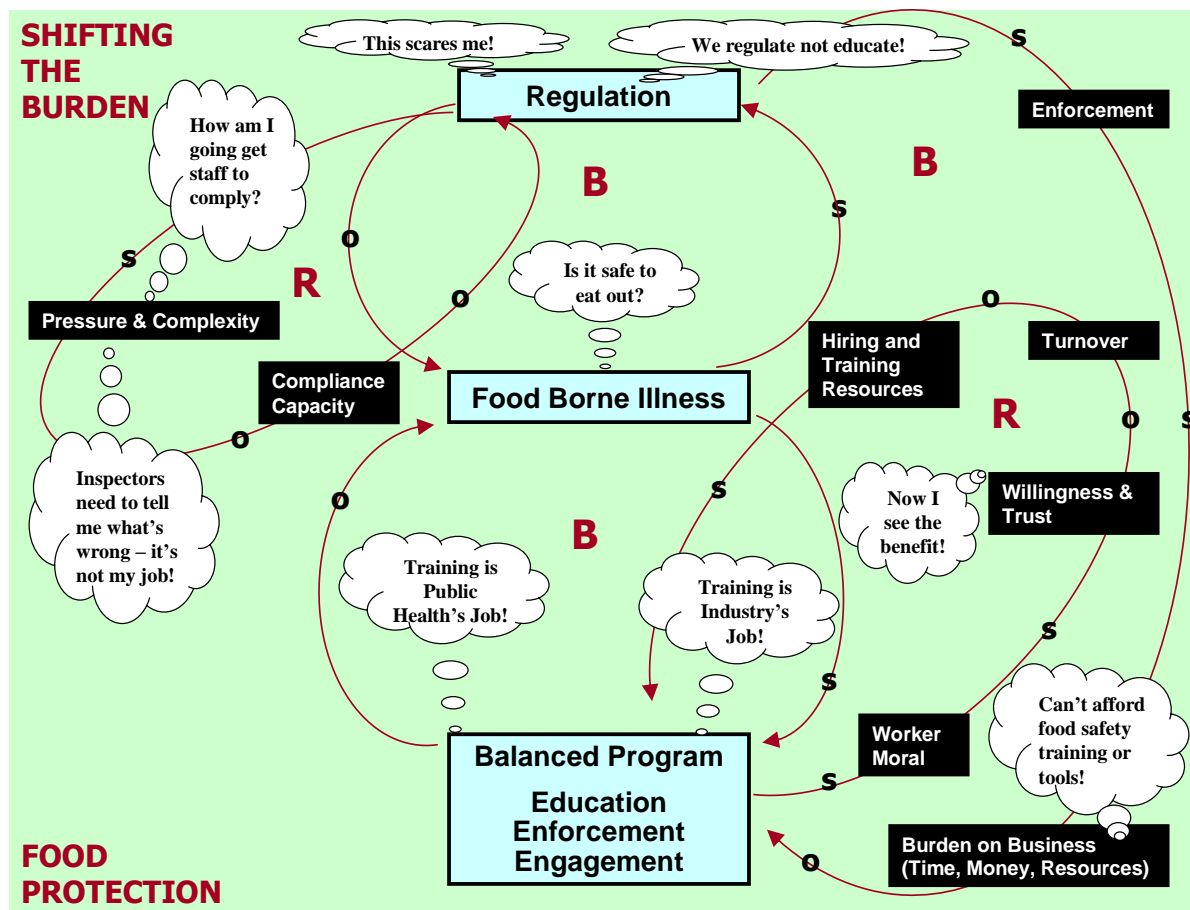 SHIFTING
THE
BURDEN
This scares me!
We regulate not educate!
Regulation
s
Enforcement
How am I
going get
staff to
comply?
B
B
s
o
s
R
Is it safe to
eat out?
o
o
Pressure & Complexity
Hiring and
Training
Resources
Turnover
Compliance
Capacity
Food Borne Illness
R
o
s
o
Inspectors
need to tell
me what's
wrong – it's
not my job!
o
s
Now I
see the
benefit!
Willingness &
Trust
B
Training is
Public
Health's Job!
Training is
Industry's
Job!
s
s
Can't afford
food safety
training or
tools!
Worker
Moral
s
Balanced Program
Education
Enforcement
Engagement
Burden on Business
(Time, Money, Resources)
o
FOOD
PROTECTION